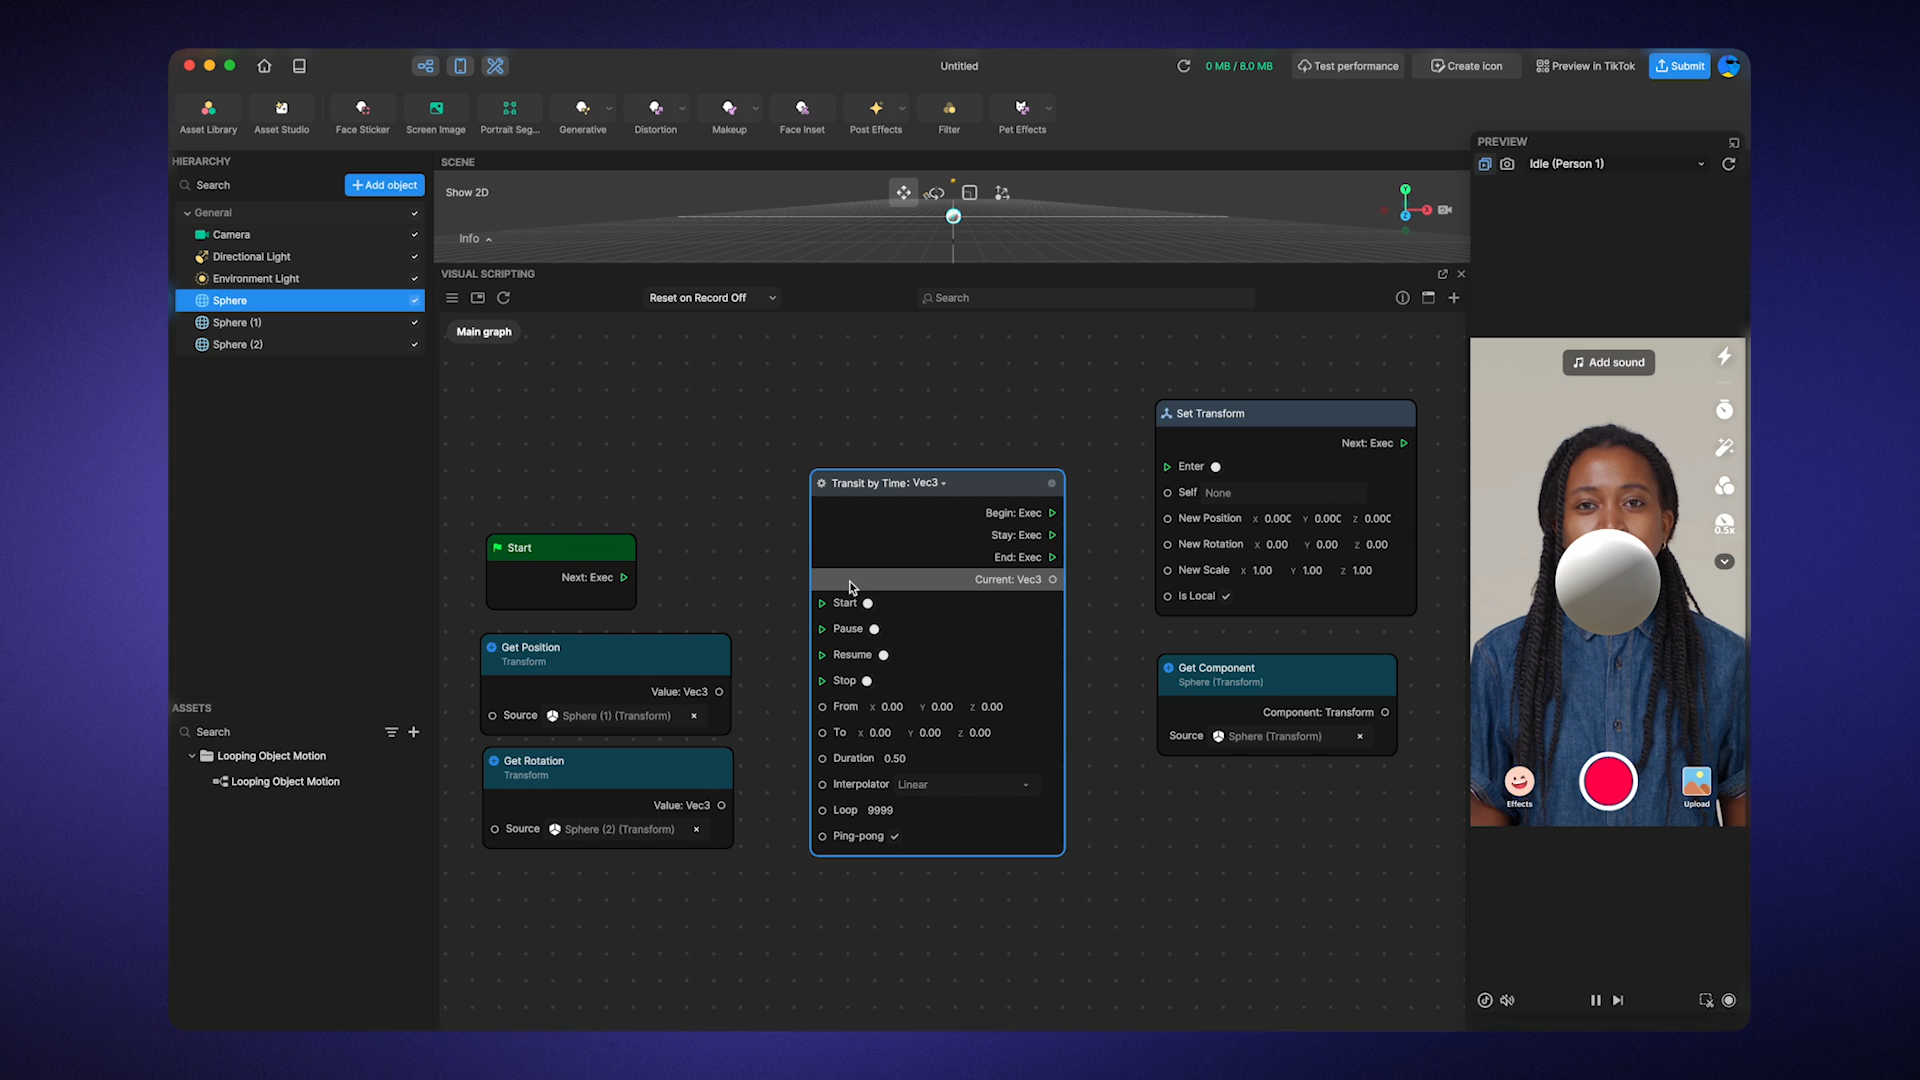 Untitled
0 MB / 8.0 MB
Test performance
Create icon
Preview in TikTok
Submit
Asset Library
Asset Studio
Face Sticker
Screen Image
Portrait Seg...
Generative
Distortion
Makeup
Face Inset
Post Effects
Filter
Pet Effects
HIERARCHY
Search
Add object
General
Camera
Directional Light
Environment Light
Sphere
Sphere (1)
Sphere (2)
ASSETS
Search
Looping Object Motion
Looping Object Motion
SCENE
Show 2D
Info
Y
X
Z
VISUAL SCRIPTING
Reset on Record Off
Search
Main graph
Start
Next: Exec
Get Position
Transform
Value: Vec3
Source Sphere (1) (Transform)
Get Rotation
Transform
Value: Vec3
Source Sphere (2) (Transform)
Transit by Time: Vec3
Begin: Exec
Stay: Exec
End: Exec
Current: Vec3
Start
Pause
Resume
Stop
From X 0.00 Y 0.00 Z 0.00
To X 0.00 Y 0.00 Z 0.00
Duration 0.50
Interpolator Linear
Loop 9999
Ping-pong
Set Transform
Next: Exec
Enter
Self None
New Position X 0.00 Y 0.00 Z 0.00
New Rotation X 0.00 Y 0.00 Z 0.00
New Scale X 1.00 Y 1.00 Z 1.00
Is Local
Get Component
Sphere (Transform)
Component: Transform
Source Sphere (Transform)
PREVIEW
Idle (Person 1)
Add sound
0.5x
Effects
Upload